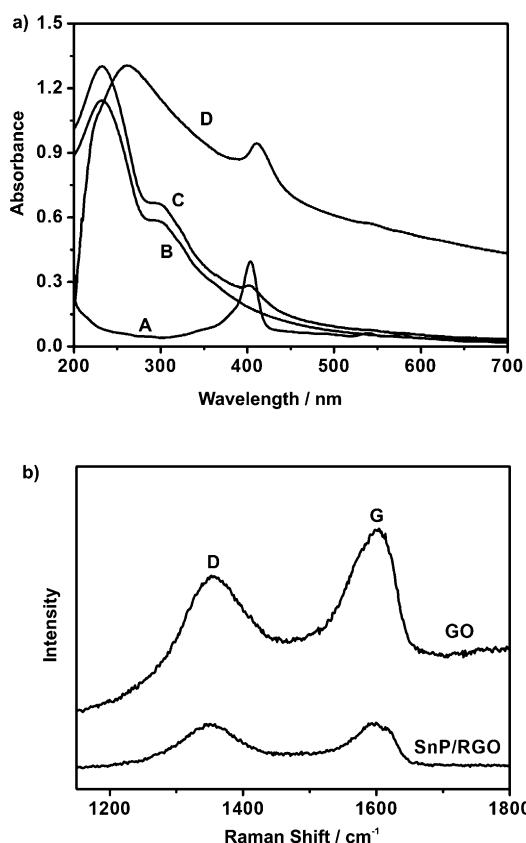 a)
1.5
1.2
0.9
0.6
0.3
0.0
Absorbance
A
B
C
D
200 300 400 500 600 700
Wavelength / nm
b)
Intensity
D
G
GO
SnP/RGO
1200 1400 1600 1800
Raman Shift / cm⁻¹